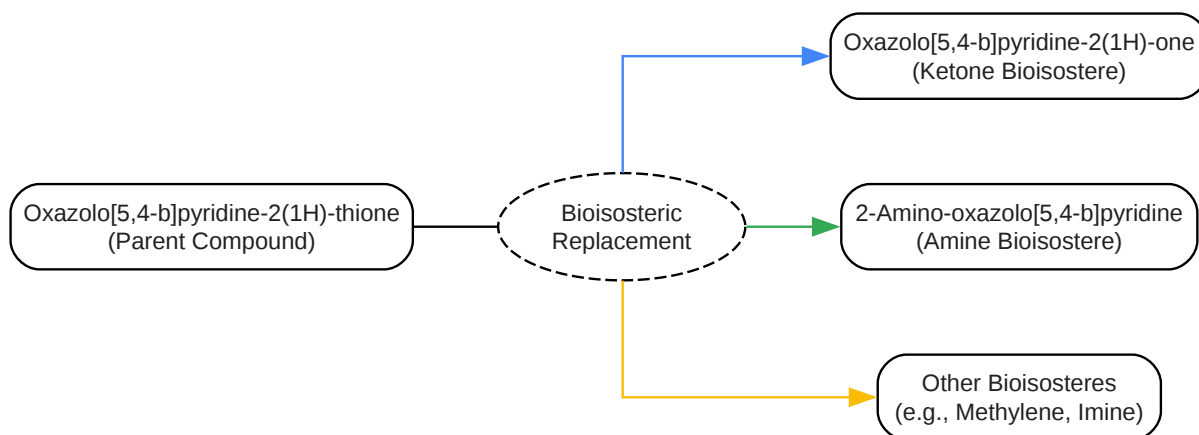 Oxazolo[5,4-b]pyridine-2(1H)-one
(Ketone Bioisostere)
Oxazolo[5,4-b]pyridine-2(1H)-thione
(Parent Compound)
Bioisosteric
Replacement
2-Amino-oxazolo[5,4-b]pyridine
(Amine Bioisostere)
Other Bioisosteres
(e.g., Methylene, Imine)